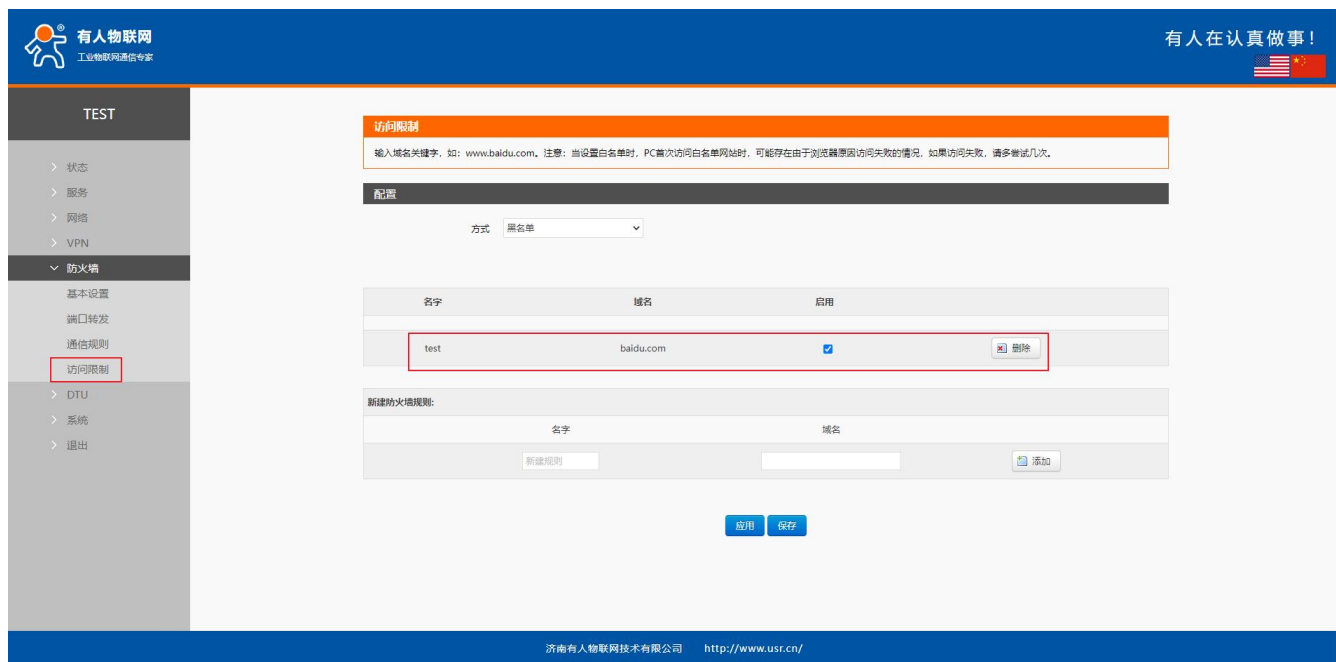 有人物联网
®
工业物联网通信专家
有人在认真做事！
TEST
状态
服务
网络
VPN
防火墙
基本设置
端口转发
通信规则
访问限制
DTU
系统
退出
访问限制
输入域名关键字，如：www.baidu.com。注意：当设置白名单时，PC首次访问白名单网站时，可能存在由于浏览器原因访问失败的情况，如果访问失败，请多尝试几次。
配置
方式 黑名单
名字 域名 启用
test baidu.com 删除
新建防火墙规则:
名字 域名
新建规则 添加
应用 保存
济南有人物联网技术有限公司 http://www.usr.cn/